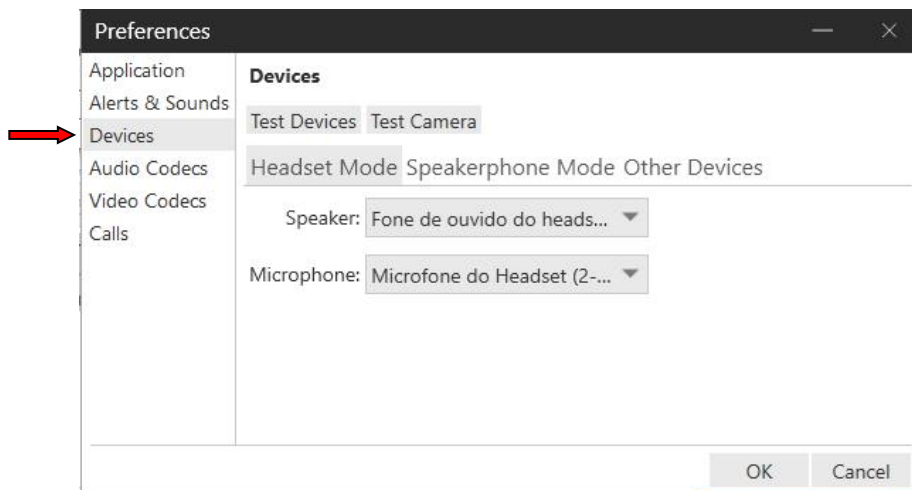 Preferences
Application
Alerts & Sounds
Devices
Audio Codecs
Video Codecs
Calls
Devices
Test Devices Test Camera
Headset Mode Speakerphone Mode Other Devices
Speaker: Fone de ouvido do heads...
Microphone: Microfone do Headset (2-...
OK Cancel